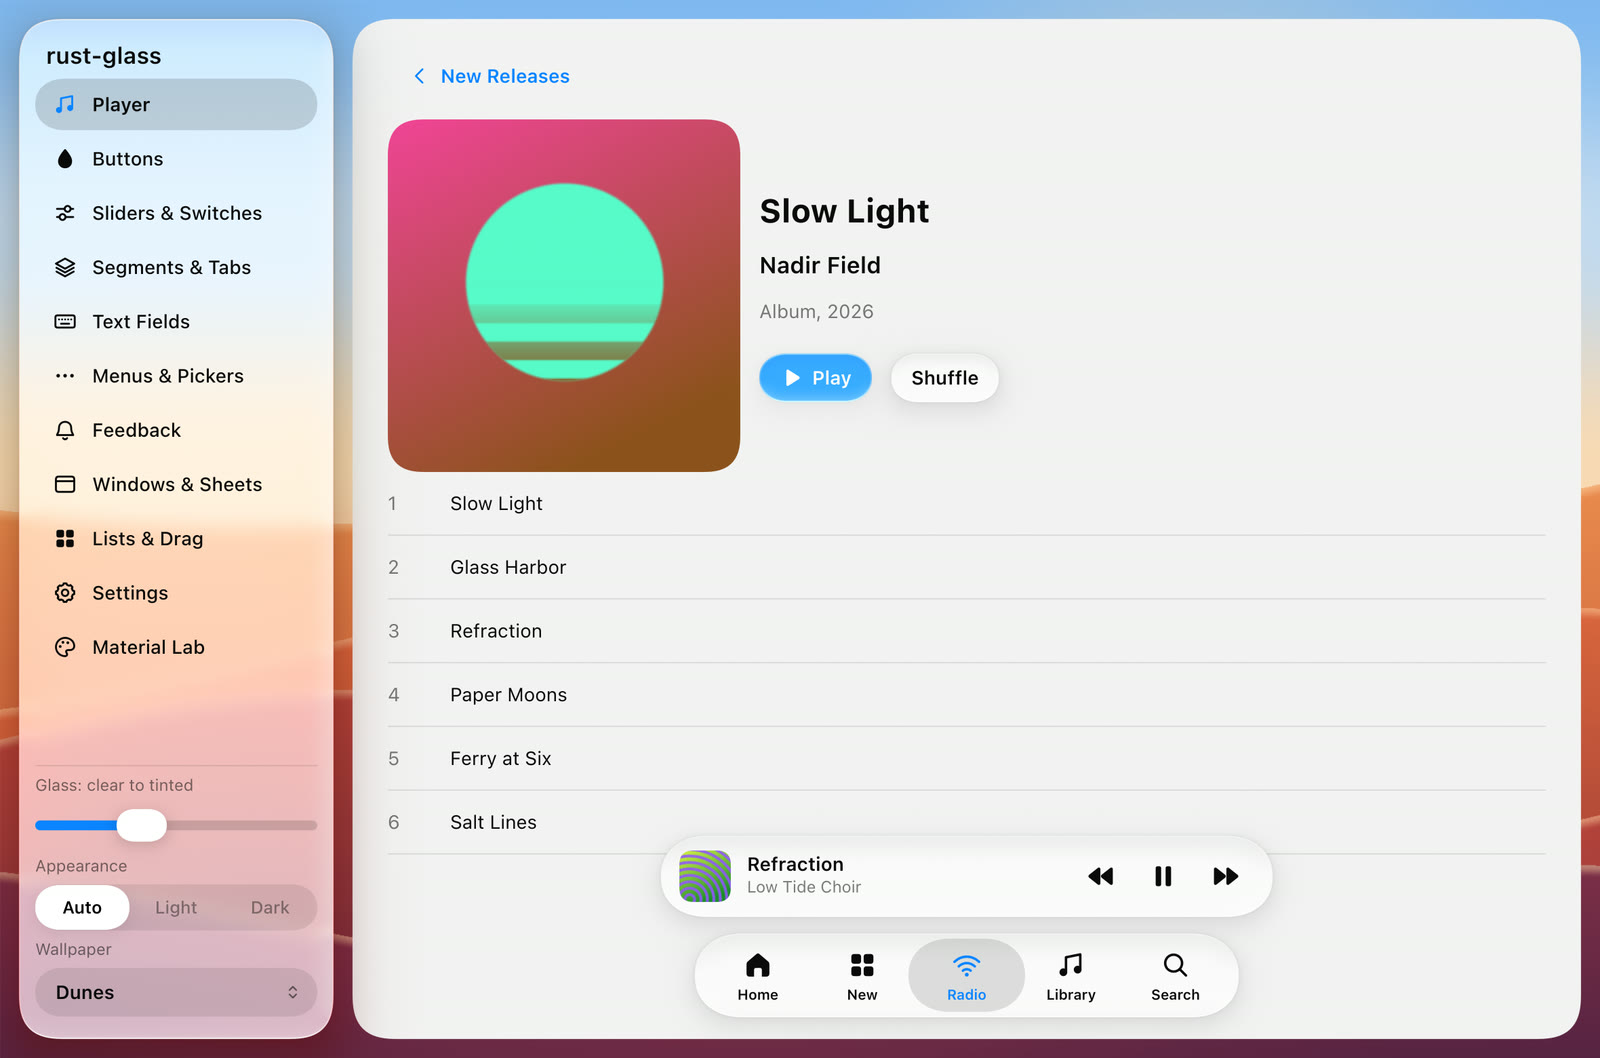 rust-glass
Player
Buttons
Sliders & Switches
Segments & Tabs
Text Fields
Menus & Pickers
Feedback
Windows & Sheets
Lists & Drag
Settings
Material Lab
Glass: clear to tinted
Appearance
Auto Light Dark
Wallpaper
Dunes
New Releases
Slow Light
Nadir Field
Album, 2026
Play Shuffle
1 Slow Light
2 Glass Harbor
3 Refraction
4 Paper Moons
5 Ferry at Six
6 Salt Lines
Refraction
Low Tide Choir
Home New Radio Library Search